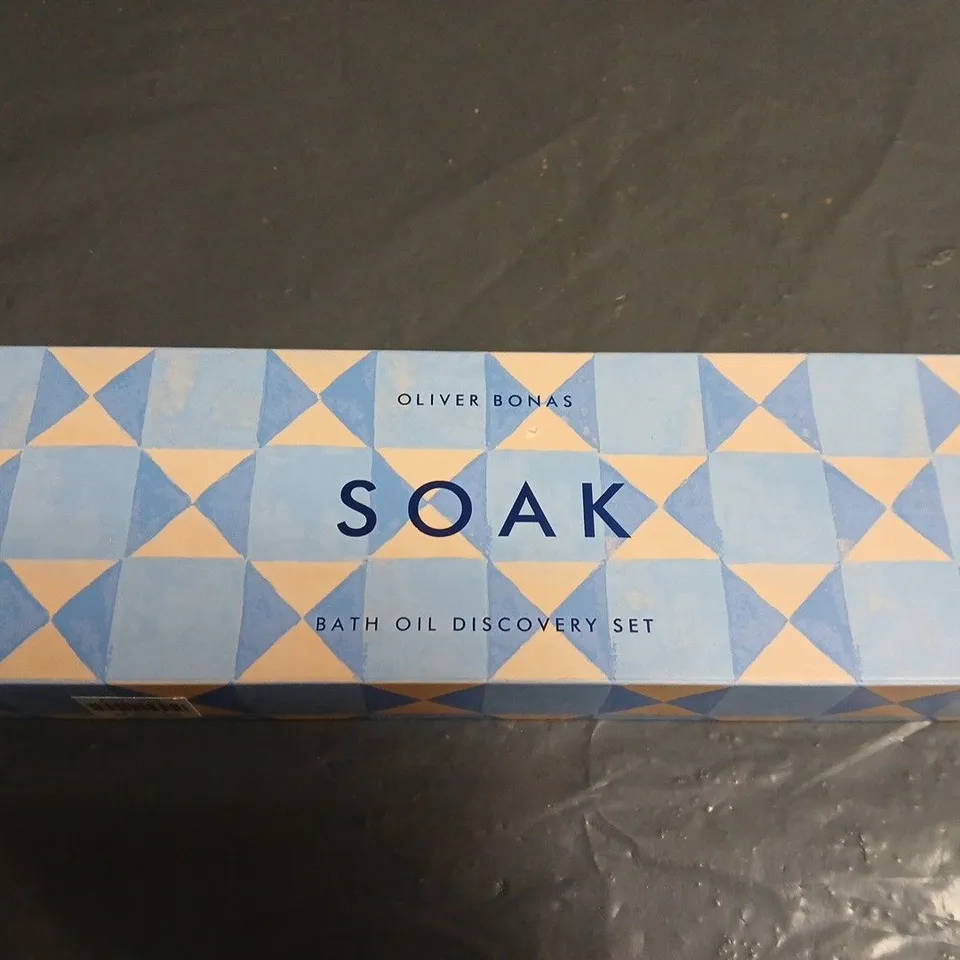 OLIVER BONAS
SOAK
BATH OIL DISCOVERY SET